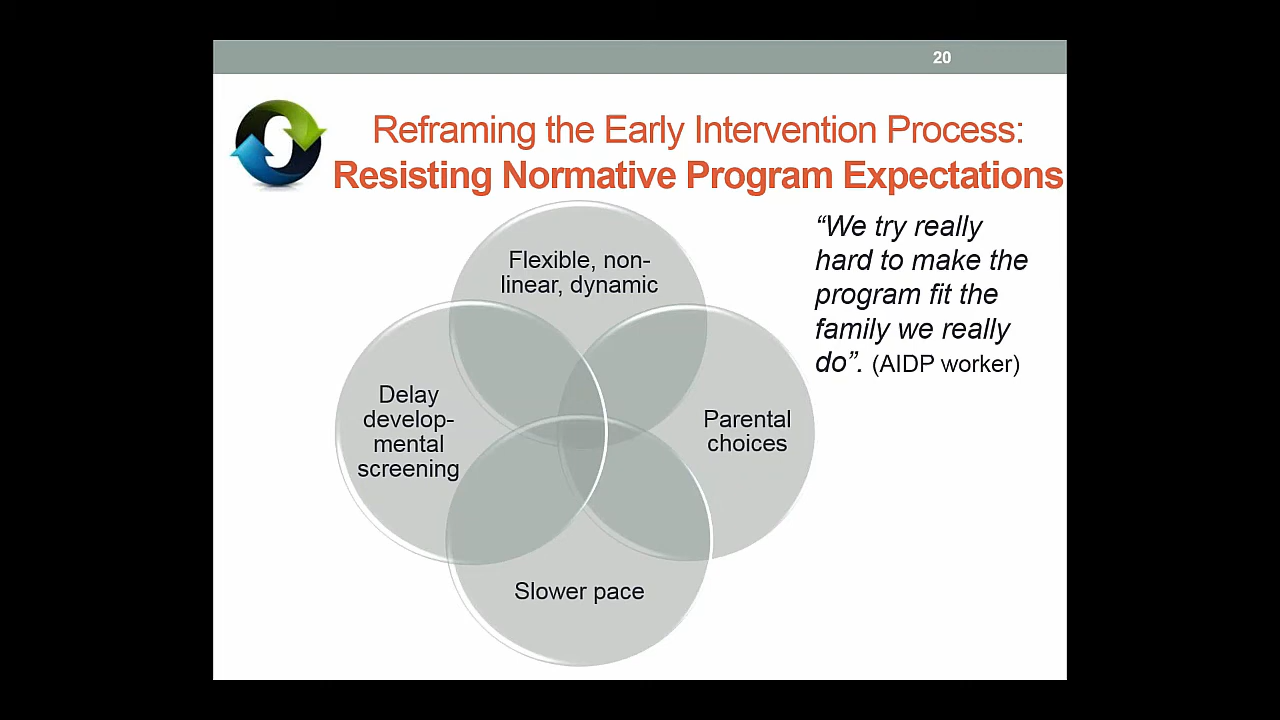 20
Reframing the Early Intervention Process:
Resisting Normative Program Expectations
“We try really
hard to make the
program fit the
family we really
do”. (AIDP worker)
Flexible, non-
linear, dynamic
Delay
develop-
mental
screening
Parental
choices
Slower pace